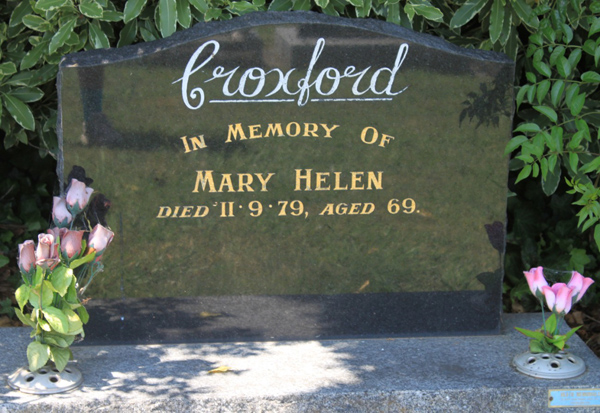 Croxford
IN MEMORY OF
MARY HELEN
DIED 11·9·79, AGED 69.